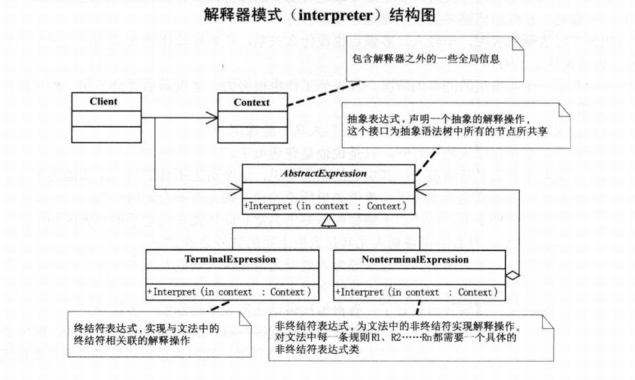 解释器模式（interpreter）结构图
包含解释器之外的一些全局信息
Client
Context
抽象表达式，声明一个抽象的解释操作，
这个接口为抽象语法树中所有的节点所共享
AbstractExpression
+Interpret(in context : Context)
TerminalExpression
NonterminalExpression
+Interpret(in context : Context)
+Interpret(in context : Context)
终结符表达式，实现与文法中的
终结符相关联的解释操作
非终结符表达式，为文法中的非终结符实现解释操作。
对文法中每一条规则R1、R2……Rn都需要一个具体的
非终结符表达式类